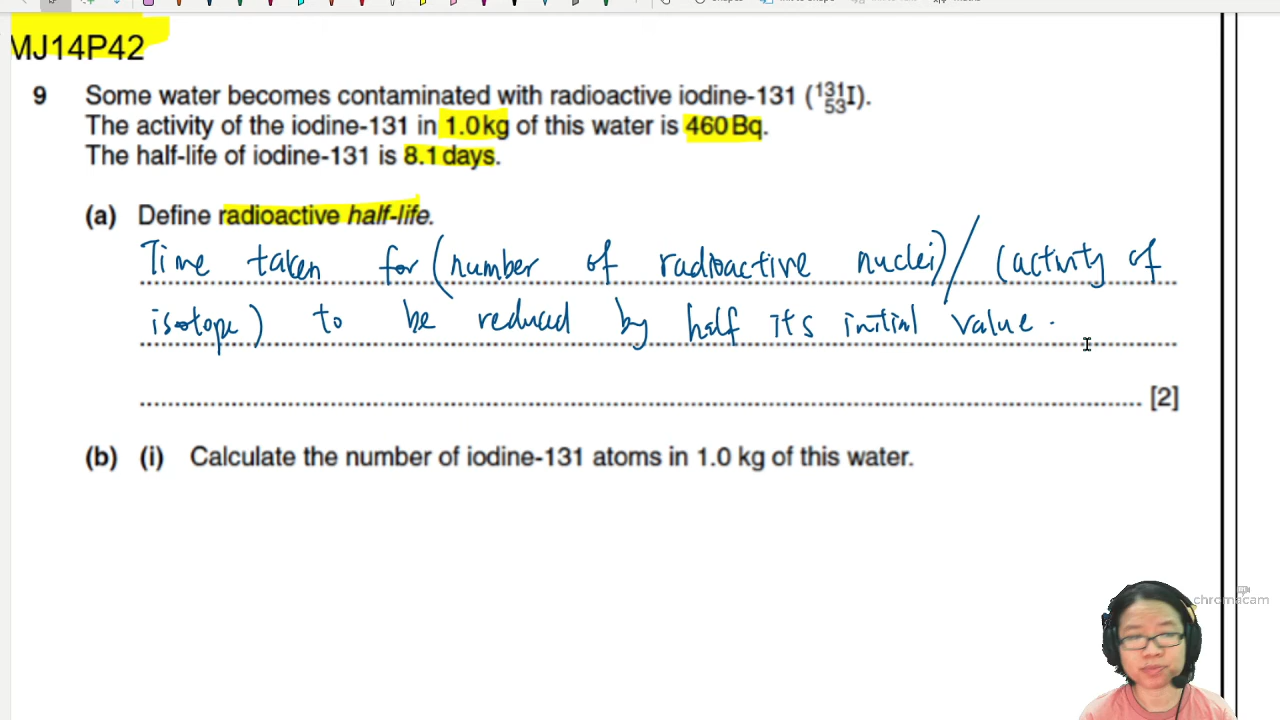 MJ14P42
9 Some water becomes contaminated with radioactive iodine-131 (¹³¹₅₃I).
The activity of the iodine-131 in 1.0 kg of this water is 460 Bq.
The half-life of iodine-131 is 8.1 days.
(a) Define radioactive half-life.
Time taken for (number of radioactive nuclei) / (activity of
isotope) to be reduced by half its initial value.
[2]
(b) (i) Calculate the number of iodine-131 atoms in 1.0 kg of this water.
chromacam